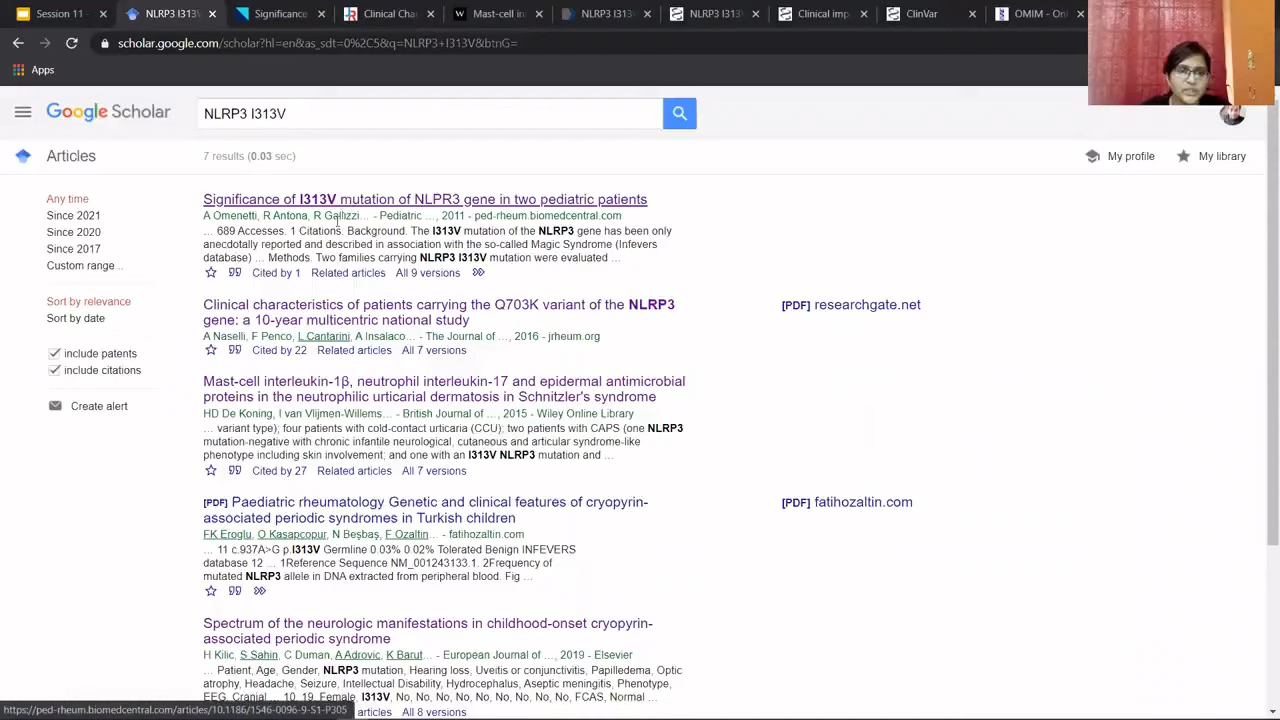 Session 11 -
NLRP3 I313
Significance
Clinical Cha
Mast-cell in
NLRP3 I313
NLRP3 I313
Clinical imp
ClinVar
OMIM - Onl
scholar.google.com/scholar?hl=en&as_sdt=0%2C5&q=NLRP3+I313V&btnG=
Apps
Google Scholar
NLRP3 I313V
Articles
7 results (0.03 sec)
My profile
My library
Any time
Since 2021
Since 2020
Since 2017
Custom range...
Sort by relevance
Sort by date
include patents
include citations
Create alert
Significance of I313V mutation of NLPR3 gene in two pediatric patients
A Omenetti, R Antona, R Gallizzi... - Pediatric ..., 2011 - ped-rheum.biomedcentral.com
... 689 Accesses. 1 Citations. Background. The I313V mutation of the NLRP3 gene has been only
anecdotally reported and described in association with the so-called Magic Syndrome (Infevers
database) ... Methods. Two families carrying NLRP3 I313V mutation were evaluated ...
Cited by 1 Related articles All 9 versions
Clinical characteristics of patients carrying the Q703K variant of the NLRP3
gene: a 10-year multicentric national study
A Naselli, F Penco, L Cantarini, A Insalaco... - The Journal of ..., 2016 - jrheum.org
Cited by 22 Related articles All 7 versions
[PDF] researchgate.net
Mast-cell interleukin-1β, neutrophil interleukin-17 and epidermal antimicrobial
proteins in the neutrophilic urticarial dermatosis in Schnitzler's syndrome
HD De Koning, I van Vlijmen-Willems... - British Journal of ..., 2015 - Wiley Online Library
... variant type); four patients with cold-contact urticaria (CCU); two patients with CAPS (one NLRP3
mutation-negative with chronic infantile neurological, cutaneous and articular syndrome-like
phenotype including skin involvement; and one with an I313V NLRP3 mutation and ...
Cited by 27 Related articles All 7 versions
[PDF] Paediatric rheumatology Genetic and clinical features of cryopyrin-
associated periodic syndromes in Turkish children
FK Eroglu, O Kasapcopur, N Beşbaş, F Ozaltin... - fatihozaltin.com
... 11 c.937A>G p.I313V Germline 0.03% 0.02% Tolerated Benign INFEVERS
database 12 ... 1Reference Sequence NM_001243133.1. 2Frequency of
mutated NLRP3 allele in DNA extracted from peripheral blood. Fig ...
[PDF] fatihozaltin.com
Spectrum of the neurologic manifestations in childhood-onset cryopyrin-
associated periodic syndrome
H Kilic, S Sahin, C Duman, A Adrovic, K Barut... - European Journal of ..., 2019 - Elsevier
... Patient, Age, Gender, NLRP3 mutation, Hearing loss, Uveitis or conjunctivitis, Papilledema, Optic
atrophy, Headache, Seizure, Intellectual Disability, Hydrocephalus, Aseptic meningitis, Phenotype,
EEG, Cranial ... 10, 19, Female, I313V, No, No, No, No, No, No, No, FCAS, Normal ...
articles All 8 versions
https://ped-rheum.biomedcentral.com/articles/10.1186/1546-0096-9-S1-P305